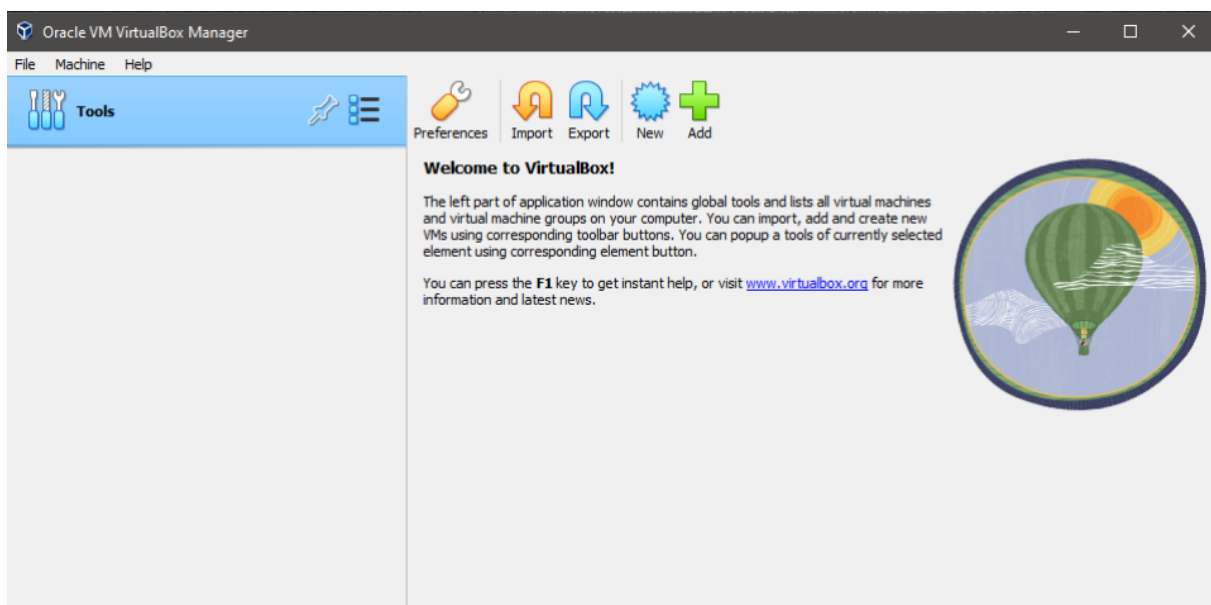 Oracle VM VirtualBox Manager
File Machine Help
Tools
Preferences Import Export New Add
Welcome to VirtualBox!
The left part of application window contains global tools and lists all virtual machines
and virtual machine groups on your computer. You can import, add and create new
VMs using corresponding toolbar buttons. You can popup a tools of currently selected
element using corresponding element button.
You can press the F1 key to get instant help, or visit www.virtualbox.org for more
information and latest news.